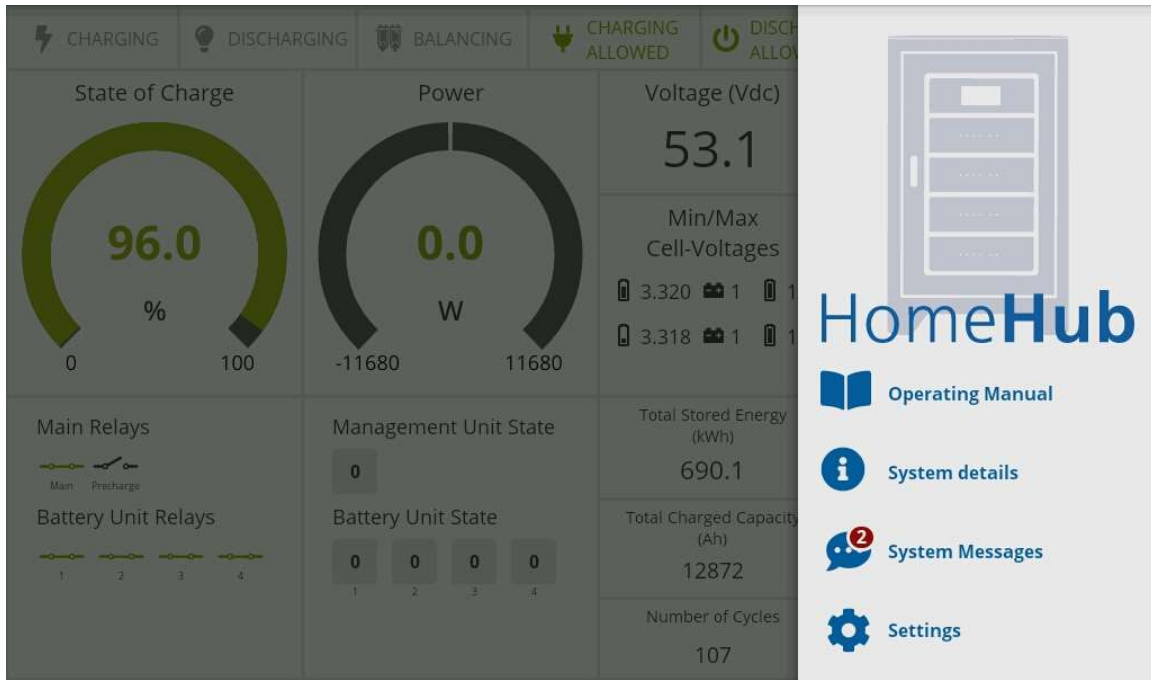 CHARGING
DISCHARGING
BALANCING
CHARGING
ALLOWED
State of Charge
96.0
%
0 100
Power
0.0
W
-11680 11680
Voltage (Vdc)
53.1
Min/Max
Cell-Voltages
3.320 1 1
3.318 1 1
Main Relays
Main Precharge
Battery Unit Relays
1 2 3 4
Management Unit State
0
Battery Unit State
0 0 0 0
1 2 3 4
Total Stored Energy
(kWh)
690.1
Total Charged Capacity
(Ah)
12872
Number of Cycles
107
HomeHub
Operating Manual
System details
2
System Messages
Settings